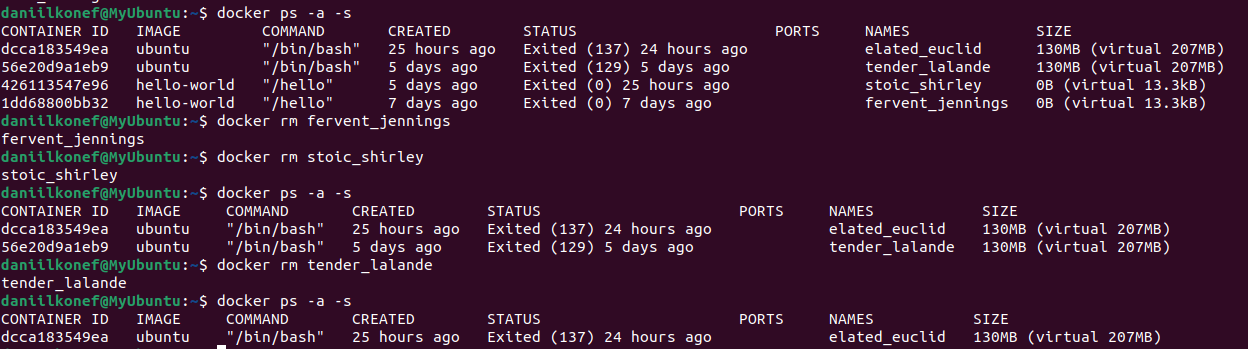 daniilkonef@MyUbuntu:~$ docker ps -a -s
CONTAINER ID   IMAGE         COMMAND       CREATED        STATUS                      PORTS     NAMES              SIZE
dcca183549ea   ubuntu        "/bin/bash"   25 hours ago   Exited (137) 24 hours ago             elated_euclid      130MB (virtual 207MB)
56e20d9a1eb9   ubuntu        "/bin/bash"   5 days ago     Exited (129) 5 days ago               tender_lalande     130MB (virtual 207MB)
426113547e96   hello-world   "/hello"      5 days ago     Exited (0) 25 hours ago               stoic_shirley      0B (virtual 13.3kB)
1dd68800bb32   hello-world   "/hello"      7 days ago     Exited (0) 7 days ago                 fervent_jennings   0B (virtual 13.3kB)
daniilkonef@MyUbuntu:~$ docker rm fervent_jennings
fervent_jennings
daniilkonef@MyUbuntu:~$ docker rm stoic_shirley
stoic_shirley
daniilkonef@MyUbuntu:~$ docker ps -a -s
CONTAINER ID   IMAGE     COMMAND       CREATED        STATUS                      PORTS     NAMES            SIZE
dcca183549ea   ubuntu    "/bin/bash"   25 hours ago   Exited (137) 24 hours ago             elated_euclid    130MB (virtual 207MB)
56e20d9a1eb9   ubuntu    "/bin/bash"   5 days ago     Exited (129) 5 days ago               tender_lalande   130MB (virtual 207MB)
daniilkonef@MyUbuntu:~$ docker rm tender_lalande
tender_lalande
daniilkonef@MyUbuntu:~$ docker ps -a -s
CONTAINER ID   IMAGE     COMMAND       CREATED        STATUS                      PORTS     NAMES           SIZE
dcca183549ea   ubuntu    "/bin/bash"   25 hours ago   Exited (137) 24 hours ago             elated_euclid   130MB (virtual 207MB)